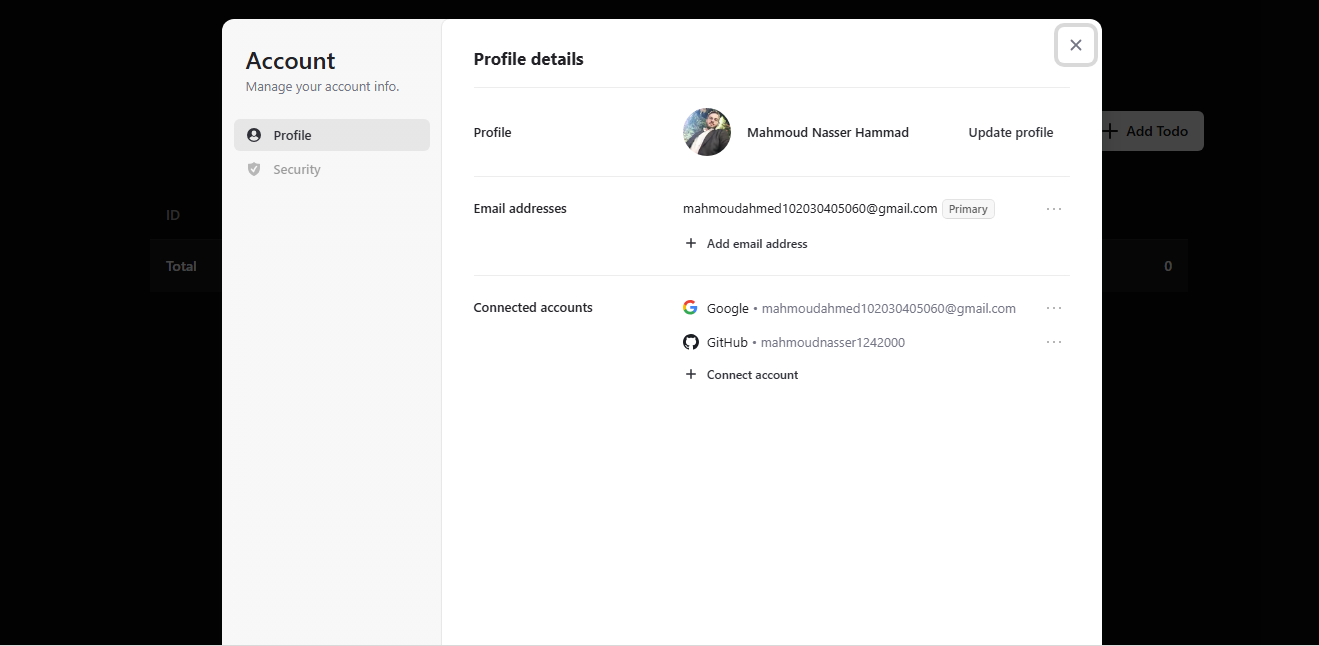 Account
Manage your account info.
Profile
Security
Profile details
Profile
Mahmoud Nasser Hammad
Update profile
Email addresses
mahmoudahmed102030405060@gmail.com Primary
Add email address
Connected accounts
Google • mahmoudahmed102030405060@gmail.com
GitHub • mahmoudnasser1242000
Connect account
Add Todo
ID
Total
0